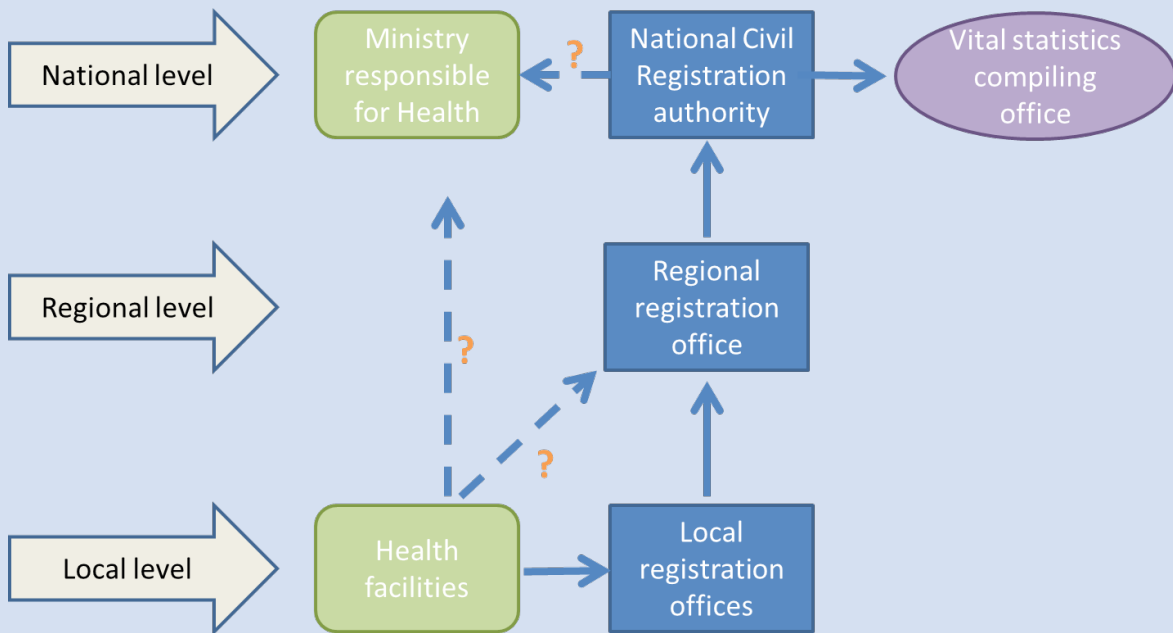 National level
Ministry
responsible
for Health
?
National Civil
Registration
authority
Vital statistics
compiling
office
Regional level
?
Regional
registration
office
?
Local level
Health
facilities
Local
registration
offices